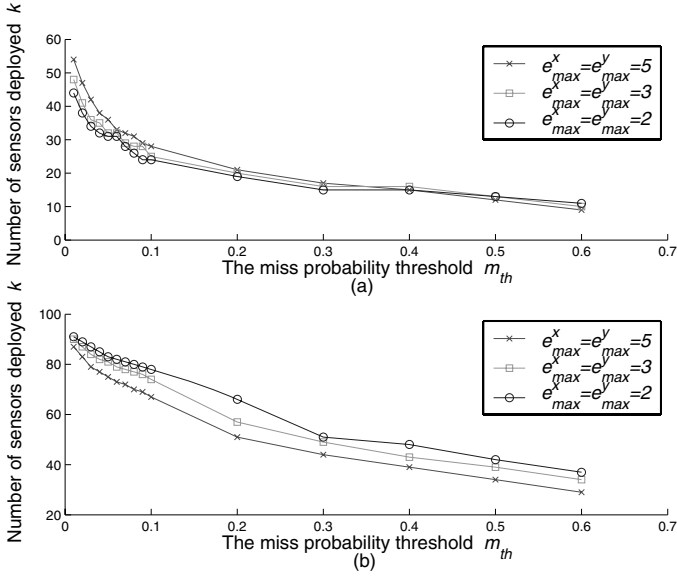 Number of sensors deployed k
60
50
40
30
20
10
0
0 0.1 0.2 0.3 0.4 0.5 0.6 0.7
The miss probability threshold m_th
(a)
e^x_max=e^y_max=5
e^x_max=e^y_max=3
e^x_max=e^y_max=2
Number of sensors deployed k
100
80
60
40
20
0 0.1 0.2 0.3 0.4 0.5 0.6 0.7
The miss probability threshold m_th
(b)
e^x_max=e^y_max=5
e^x_max=e^y_max=3
e^x_max=e^y_max=2